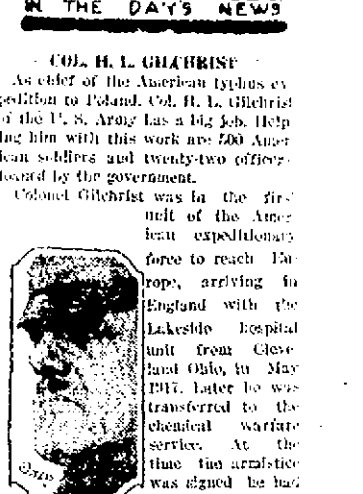 IN THE DAY'S NEWS
COL. H. L. GILCHRIST
As chief of the American typhus ex-
pedition to Poland, Col. H. L. Gilchrist
of the U. S. Army has a big job. Help
ing him with this work are 500 Amer
ican soldiers and twenty-two officers
loaned by the government.
Colonel Gilchrist was in the first
unit of the Amer
ican expeditionary
force to reach Eu
rope, arriving in
England with the
Lakeside hospital
unit from Cleve
land Ohio, in May
1917. Later he was
transferred to the
chemical warfare
service. At the
time the armistice
was signed he had